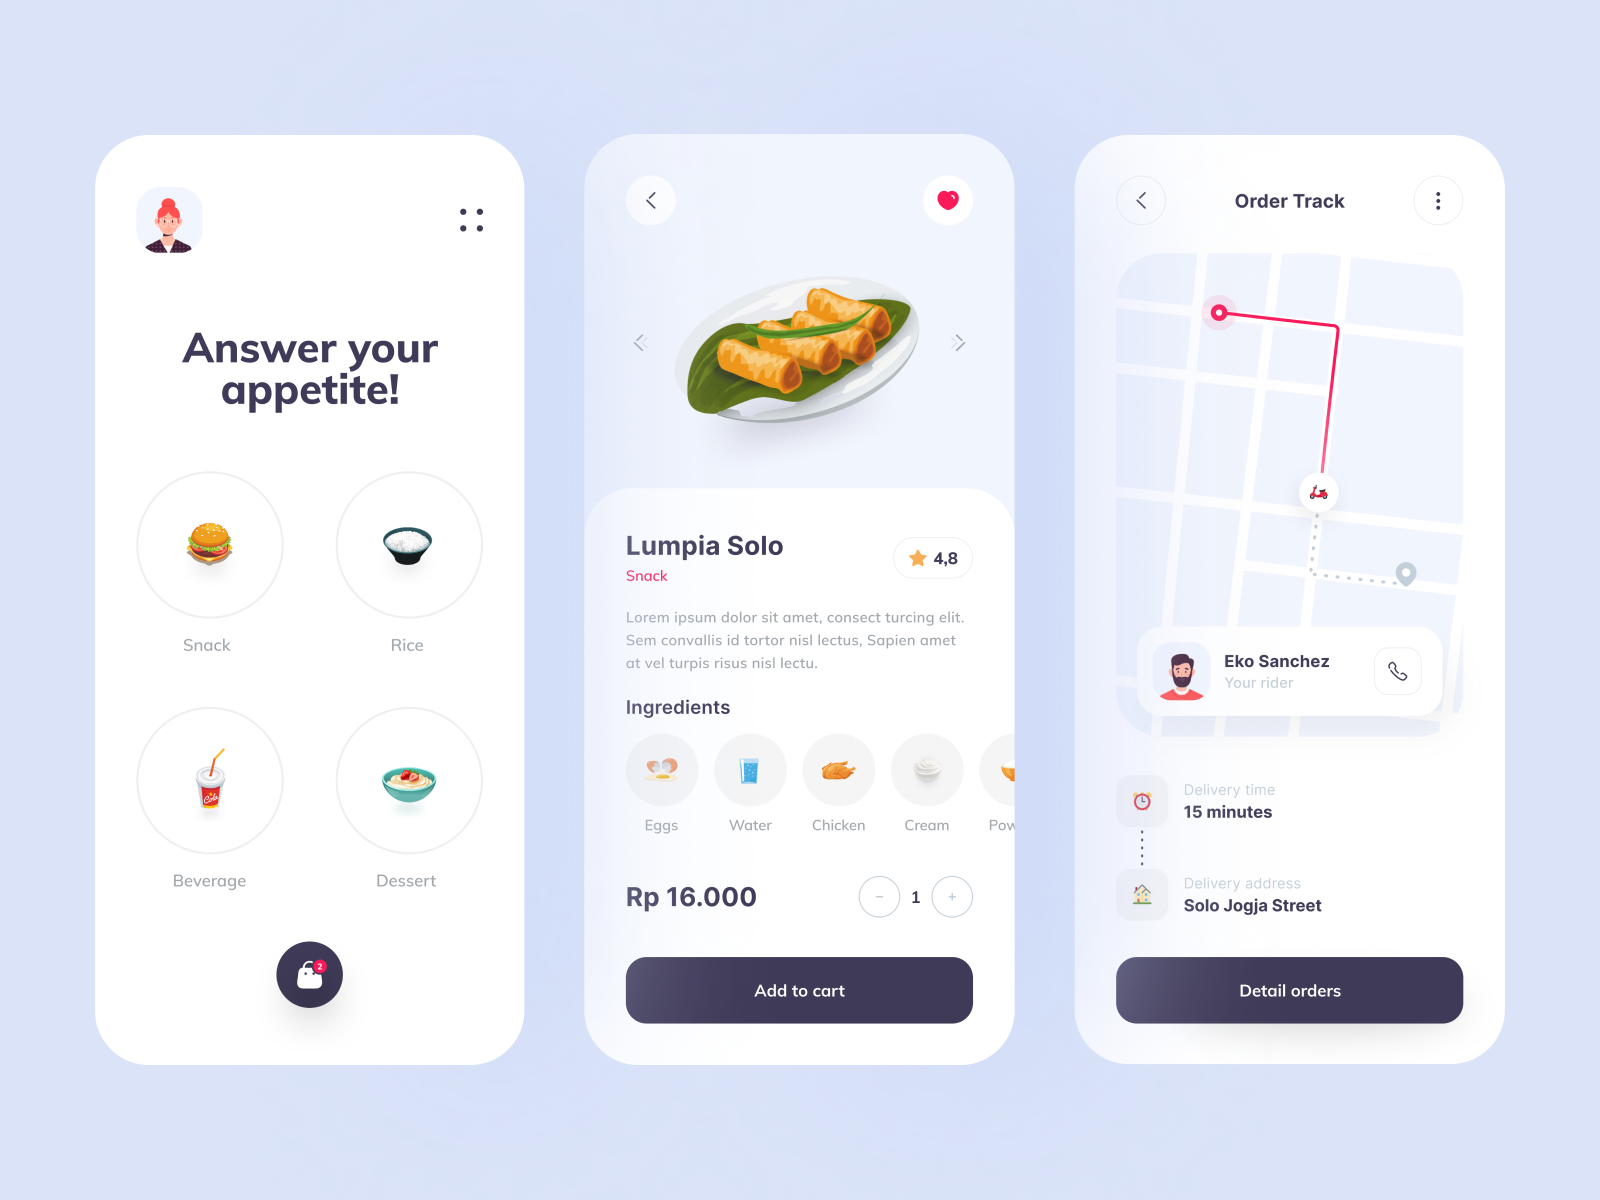 Answer your
appetite!
Snack
Rice
Beverage
Cola
Dessert
2
Lumpia Solo
Snack
4,8
Lorem ipsum dolor sit amet, consect turcing elit.
Sem convallis id tortor nisl lectus, Sapien amet
at vel turpis risus nisl lectu.
Ingredients
Eggs
Water
Chicken
Cream
Pow
Rp 16.000
1
Add to cart
Order Track
Eko Sanchez
Your rider
Delivery time
15 minutes
Delivery address
Solo Jogja Street
Detail orders